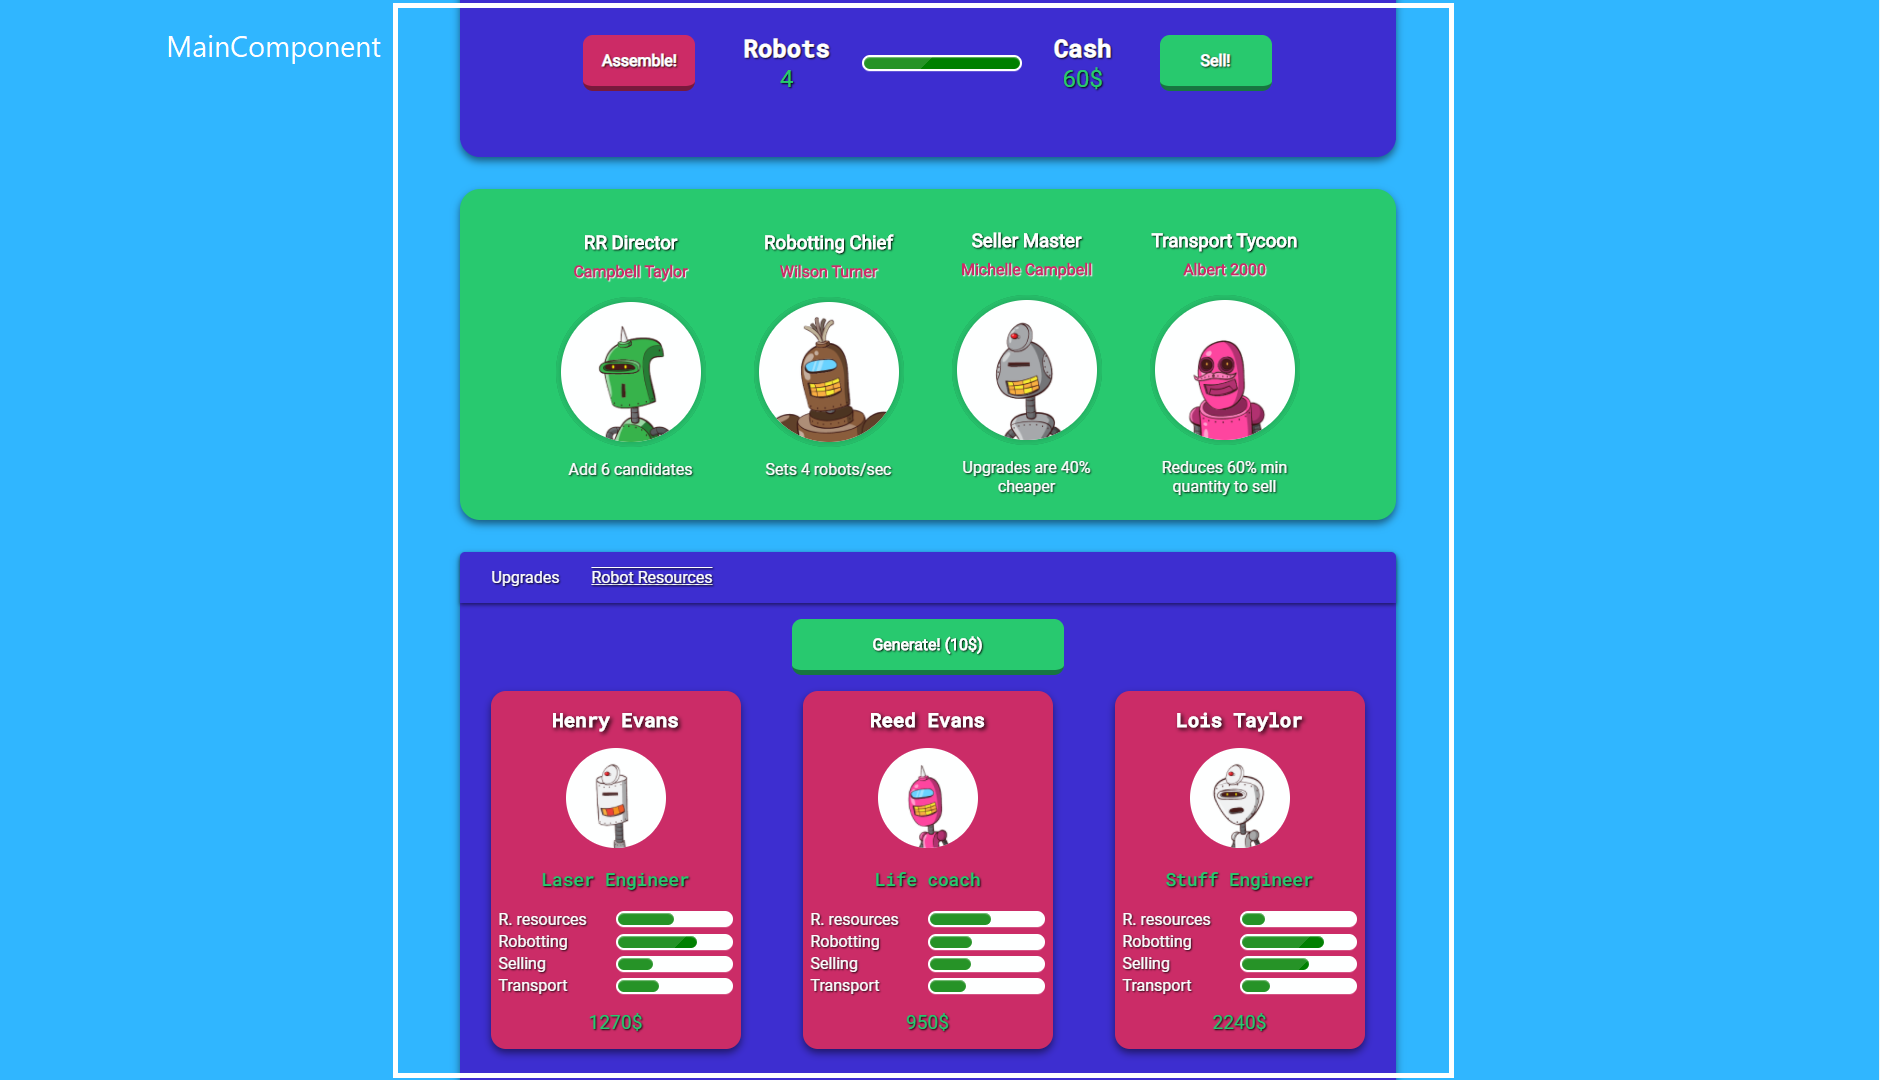 MainComponent
Assemble!
Robots
4
Cash
60$
Sell!
RR Director
Campbell Taylor
Add 6 candidates
Robotting Chief
Wilson Turner
Sets 4 robots/sec
Seller Master
Michelle Campbell
Upgrades are 40%
cheaper
Transport Tycoon
Albert 2000
Reduces 60% min
quantity to sell
Upgrades
Robot Resources
Generate! (10$)
Henry Evans
Laser Engineer
R. resources
Robotting
Selling
Transport
1270$
Reed Evans
Life coach
R. resources
Robotting
Selling
Transport
950$
Lois Taylor
Stuff Engineer
R. resources
Robotting
Selling
Transport
2240$